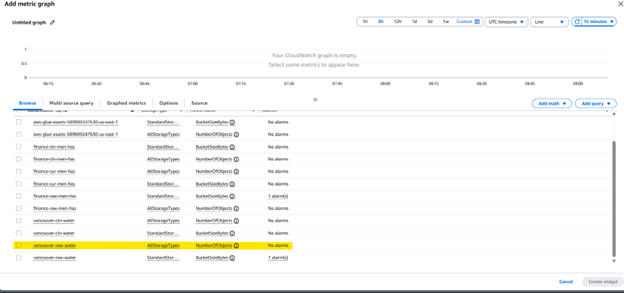 Add metric graph
Untitled graph
1h 3h 12h 1d 3d 1w Custom UTC timezone Line 15 minutes
1
Your CloudWatch graph is empty.
0.5
Select some metrics to appear here.
0
06:15 06:30 06:45 07:00 07:15 07:30 07:45 08:00 08:15 08:30 08:45 09:00
Browse Multi source query Graphed metrics Options Source Add math Add query
aws-glue-assets-589909247630-us-east-1 StandardStor... BucketSizeBytes No alarms
aws-glue-assets-589909247630-us-east-1 AllStorageTypes NumberOfObjects No alarms
finance-cln-men-has StandardStor... BucketSizeBytes No alarms
finance-cln-men-has AllStorageTypes NumberOfObjects No alarms
finance-cur-men-has AllStorageTypes NumberOfObjects No alarms
finance-cur-men-has StandardStor... BucketSizeBytes No alarms
finance-raw-men-has StandardStor... BucketSizeBytes 1 alarm(s)
finance-raw-men-has AllStorageTypes NumberOfObjects No alarms
vancouver-cln-water AllStorageTypes NumberOfObjects No alarms
vancouver-cln-water StandardStor... BucketSizeBytes No alarms
vancouver-raw-water AllStorageTypes NumberOfObjects No alarms
vancouver-raw-water StandardStor... BucketSizeBytes 1 alarm(s)
Cancel Create widget